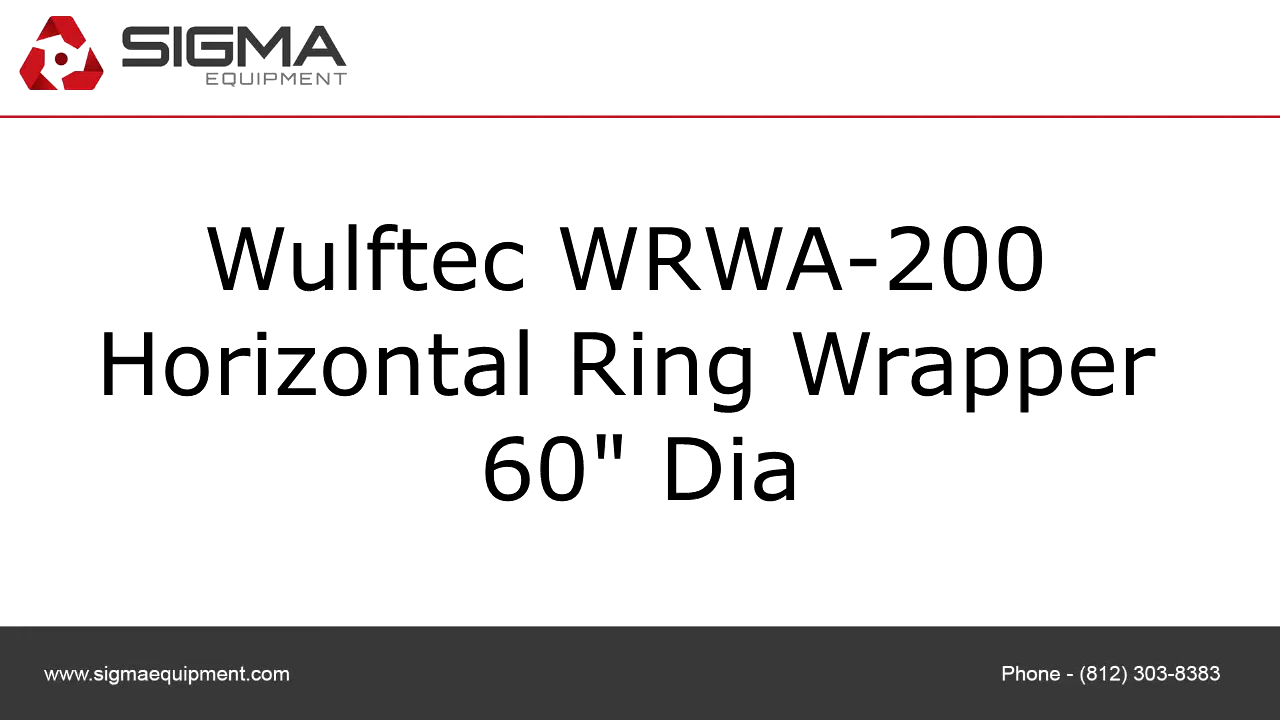 SIGMA
EQUIPMENT
Wulftec WRWA-200
Horizontal Ring Wrapper
60" Dia
www.sigmaequipment.com
Phone - (812) 303-8383